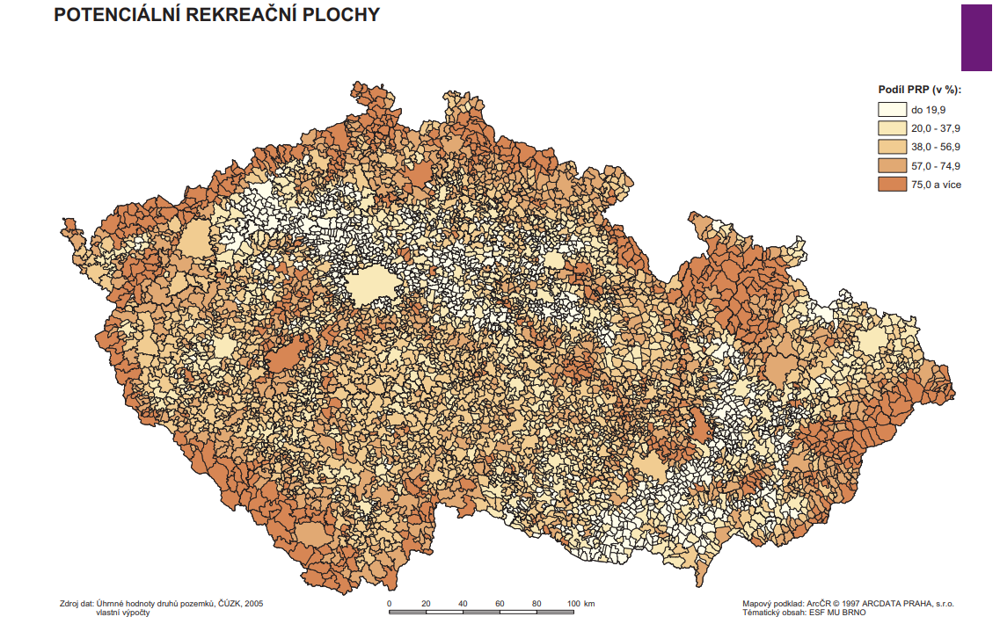 POTENCIÁLNÍ REKREAČNÍ PLOCHY
Podíl PRP (v %):
do 19,9
20,0 - 37,9
38,0 - 56,9
57,0 - 74,9
75,0 a více
Zdroj dat: Úhrnné hodnoty druhů pozemků, ČÚZK, 2005
vlastní výpočty
0 20 40 60 80 100 km
Mapový podklad: ArcČR © 1997 ARCDATA PRAHA, s.r.o.
Tématický obsah: ESF MU BRNO